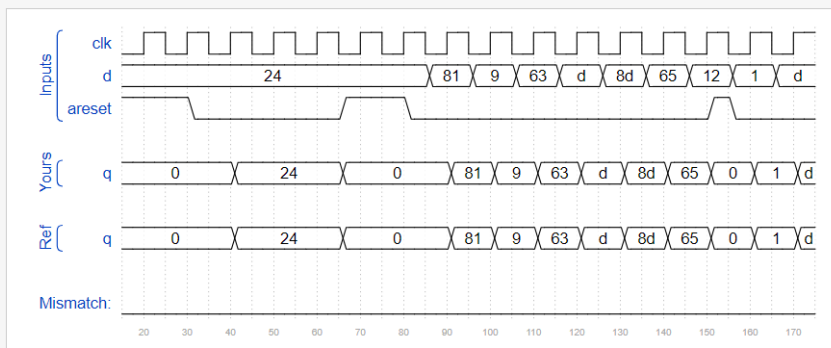 Inputs
clk
d 24 81 9 63 d 8d 65 12 1 d
areset
Yours
q 0 24 0 81 9 63 d 8d 65 0 1 d
Ref
q 0 24 0 81 9 63 d 8d 65 0 1 d
Mismatch:
20 30 40 50 60 70 80 90 100 110 120 130 140 150 160 170